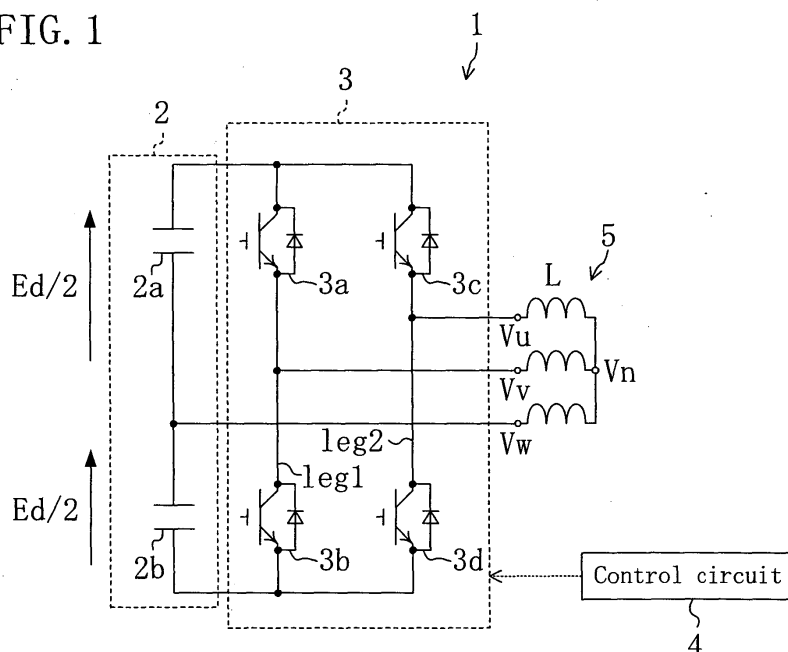 FIG. 1
1
2
3
Ed/2
2a
3a
3c
5
L
Vu
Vv
Vn
Vw
leg2
leg1
Ed/2
2b
3b
3d
Control circuit
4